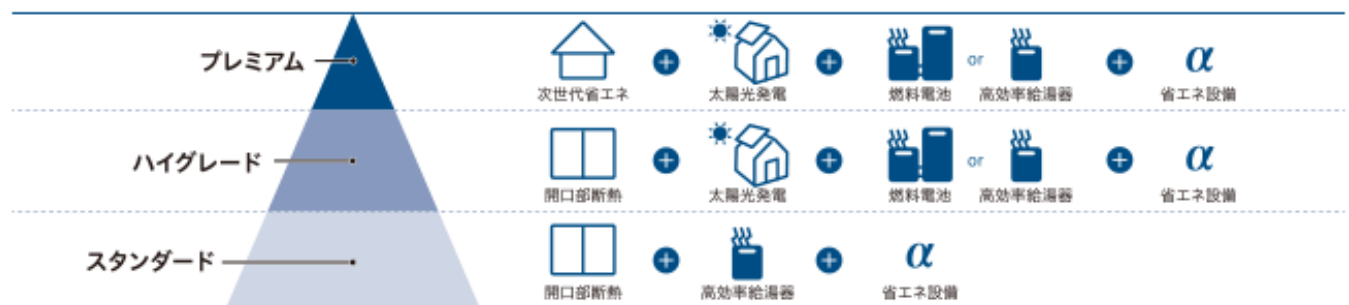 プレミアム
次世代省エネ + 太陽光発電 + 燃料電池 or 高効率給湯器 + α 省エネ設備
ハイグレード
開口部断熱 + 太陽光発電 + 燃料電池 or 高効率給湯器 + α 省エネ設備
スタンダード
開口部断熱 + 高効率給湯器 + α 省エネ設備